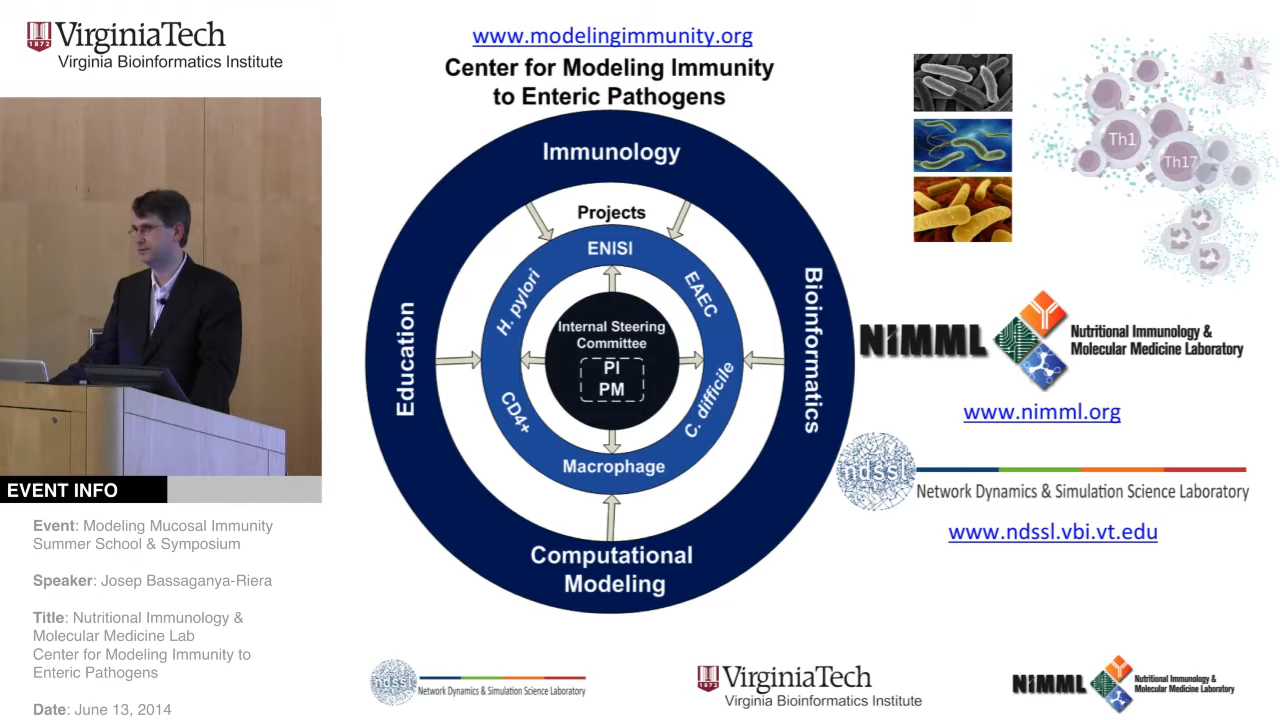 VirginiaTech
1872
Virginia Bioinformatics Institute
EVENT INFO
Event: Modeling Mucosal Immunity
Summer School & Symposium
Speaker: Josep Bassaganya-Riera
Title: Nutritional Immunology &
Molecular Medicine Lab
Center for Modeling Immunity to
Enteric Pathogens
Date: June 13, 2014
www.modelingimmunity.org
Center for Modeling Immunity
to Enteric Pathogens
Immunology
Projects
ENISI
H. pylori
EAEC
Education
Bioinformatics
Internal Steering
Committee
PI
PM
CD4+
C. difficile
Macrophage
Computational
Modeling
Th1
Th17
NIMML
Nutritional Immunology &
Molecular Medicine Laboratory
www.nimml.org
ndssl
Network Dynamics & Simulation Science Laboratory
www.ndssl.vbi.vt.edu
ndssl
Network Dynamics & Simulation Science Laboratory
VirginiaTech
1872
Virginia Bioinformatics Institute
NIMML
Nutritional Immunology &
Molecular Medicine Laboratory